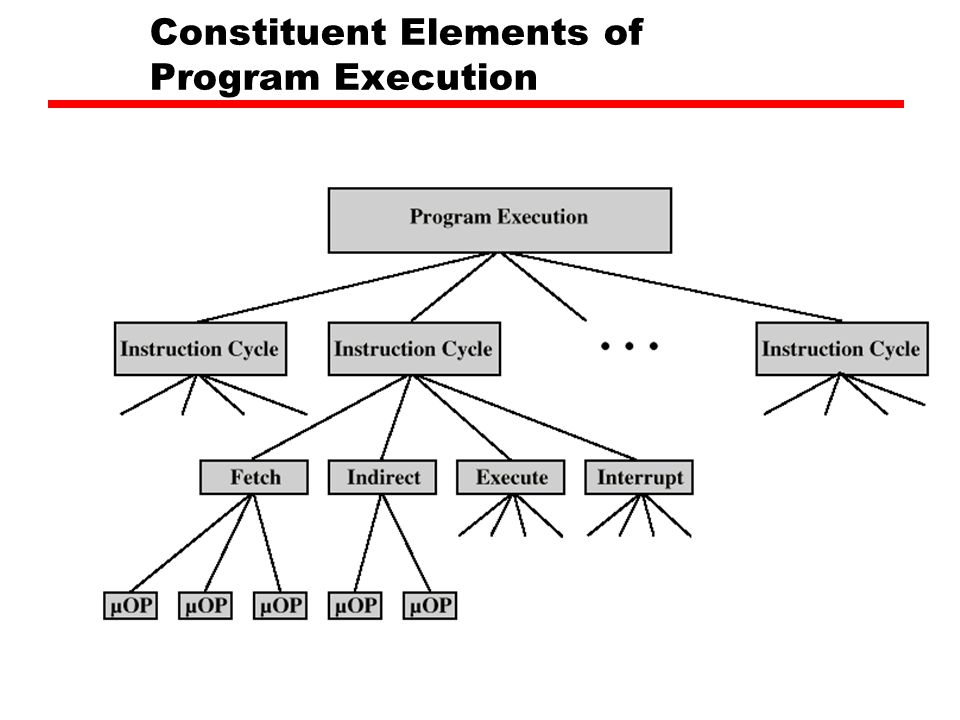 Constituent Elements of
Program Execution
Program Execution
Instruction Cycle
Instruction Cycle
• • •
Instruction Cycle
Fetch
Indirect
Execute
Interrupt
µOP
µOP
µOP
µOP
µOP